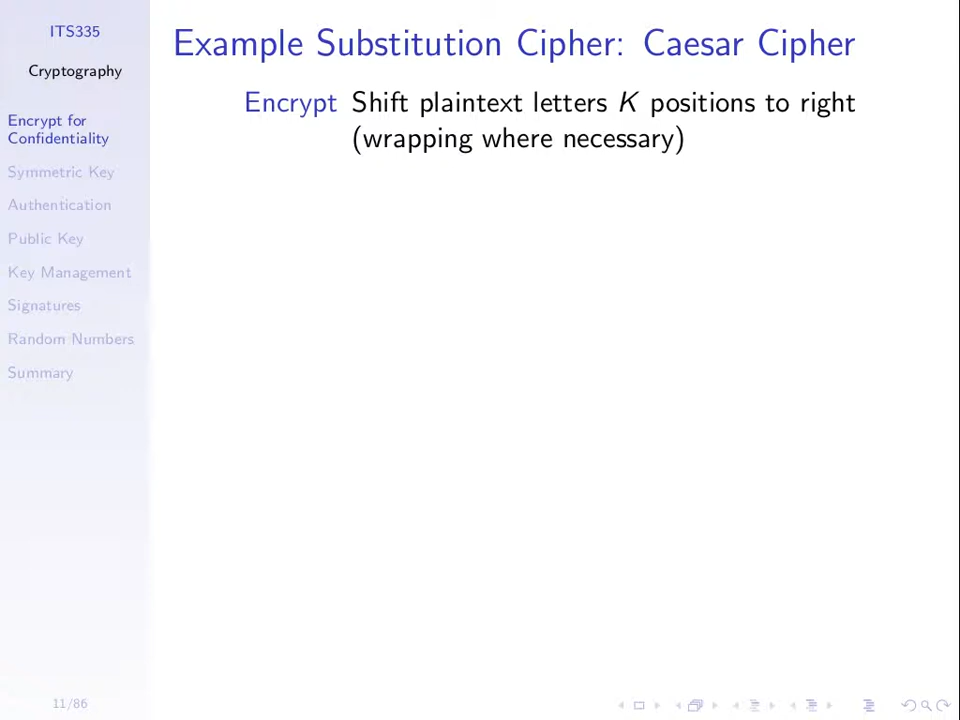 ITS335
Cryptography
Encrypt for
Confidentiality
Symmetric Key
Authentication
Public Key
Key Management
Signatures
Random Numbers
Summary
11/86
Example Substitution Cipher: Caesar Cipher
Encrypt Shift plaintext letters K positions to right
(wrapping where necessary)